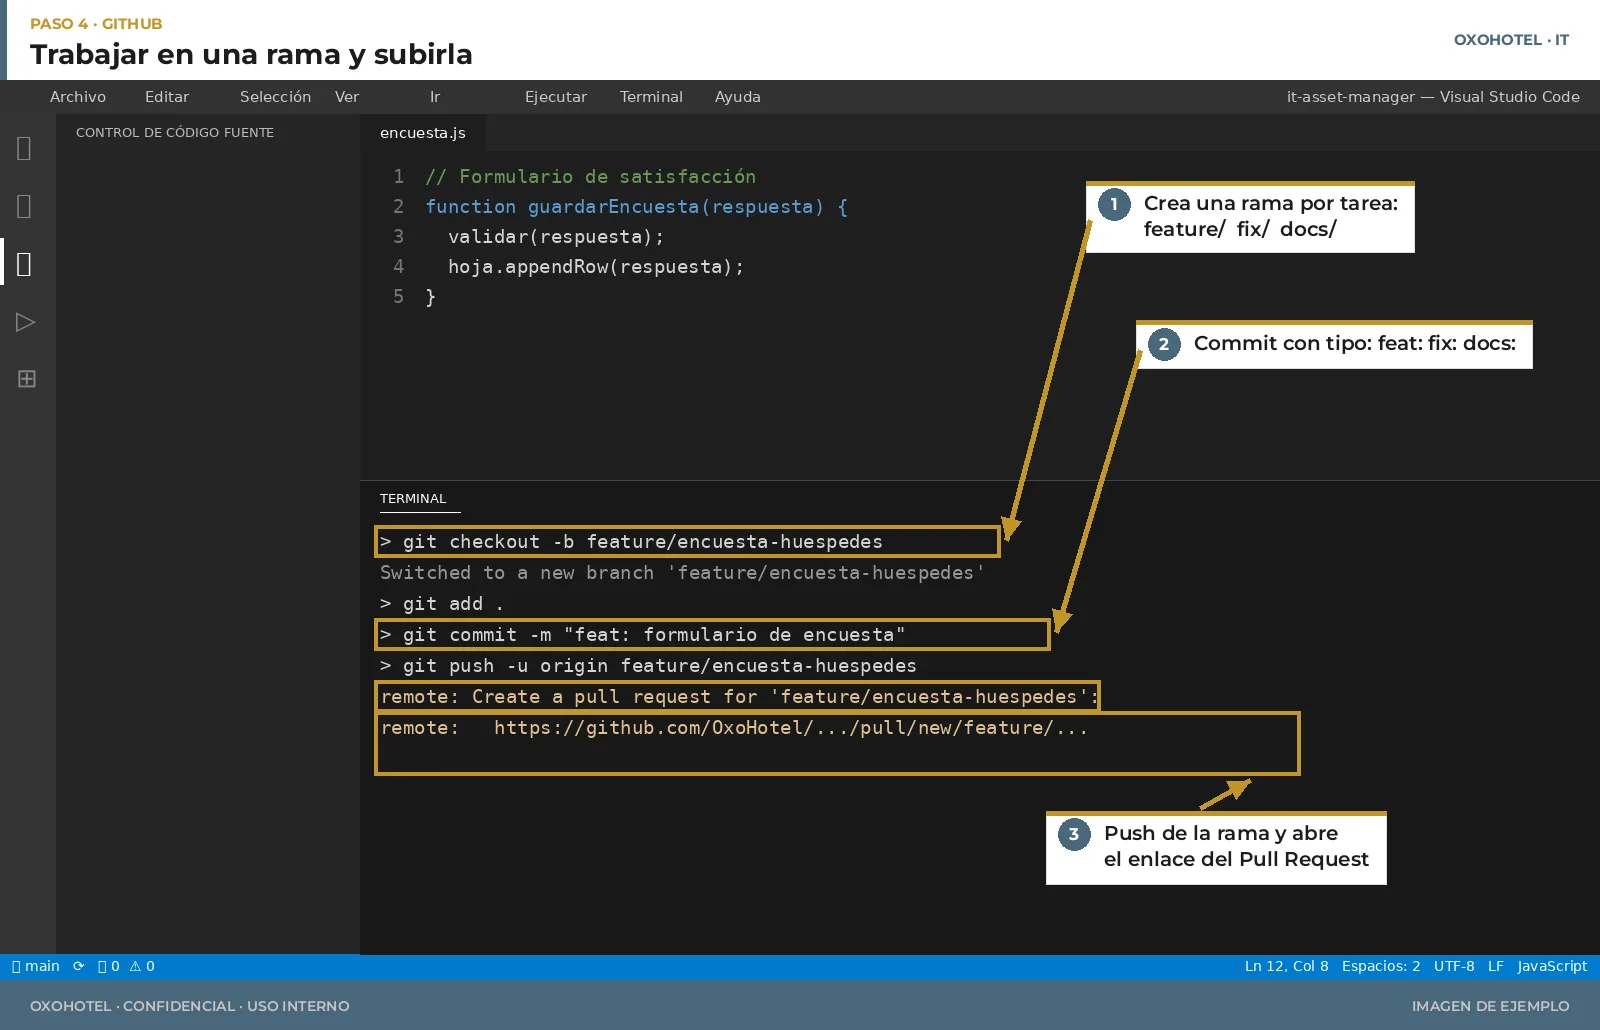 PASO 4 · GITHUB
Trabajar en una rama y subirla
OXOHOTEL · IT
Archivo Editar Selección Ver Ir Ejecutar Terminal Ayuda it-asset-manager — Visual Studio Code
CONTROL DE CÓDIGO FUENTE
encuesta.js
1 // Formulario de satisfacción
2 function guardarEncuesta(respuesta) {
3 validar(respuesta);
4 hoja.appendRow(respuesta);
5 }
1 Crea una rama por tarea:
feature/ fix/ docs/
2 Commit con tipo: feat: fix: docs:
TERMINAL
> git checkout -b feature/encuesta-huespedes
Switched to a new branch 'feature/encuesta-huespedes'
> git add .
> git commit -m "feat: formulario de encuesta"
> git push -u origin feature/encuesta-huespedes
remote: Create a pull request for 'feature/encuesta-huespedes':
remote: https://github.com/OxoHotel/.../pull/new/feature/...
3 Push de la rama y abre
el enlace del Pull Request
main ⟳ 0 ⚠ 0 Ln 12, Col 8 Espacios: 2 UTF-8 LF JavaScript
OXOHOTEL · CONFIDENCIAL · USO INTERNO
IMAGEN DE EJEMPLO